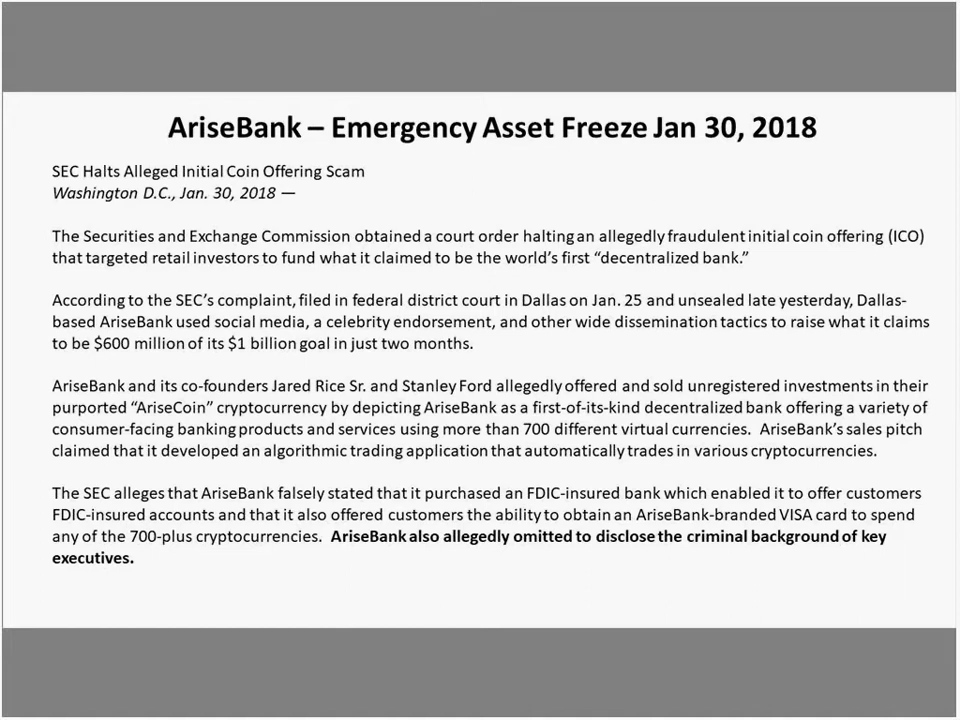 AriseBank – Emergency Asset Freeze Jan 30, 2018
SEC Halts Alleged Initial Coin Offering Scam
Washington D.C., Jan. 30, 2018 —
The Securities and Exchange Commission obtained a court order halting an allegedly fraudulent initial coin offering (ICO)
that targeted retail investors to fund what it claimed to be the world's first “decentralized bank.”
According to the SEC's complaint, filed in federal district court in Dallas on Jan. 25 and unsealed late yesterday, Dallas-
based AriseBank used social media, a celebrity endorsement, and other wide dissemination tactics to raise what it claims
to be $600 million of its $1 billion goal in just two months.
AriseBank and its co-founders Jared Rice Sr. and Stanley Ford allegedly offered and sold unregistered investments in their
purported “AriseCoin” cryptocurrency by depicting AriseBank as a first-of-its-kind decentralized bank offering a variety of
consumer-facing banking products and services using more than 700 different virtual currencies.  AriseBank's sales pitch
claimed that it developed an algorithmic trading application that automatically trades in various cryptocurrencies.
The SEC alleges that AriseBank falsely stated that it purchased an FDIC-insured bank which enabled it to offer customers
FDIC-insured accounts and that it also offered customers the ability to obtain an AriseBank-branded VISA card to spend
any of the 700-plus cryptocurrencies.  AriseBank also allegedly omitted to disclose the criminal background of key
executives.